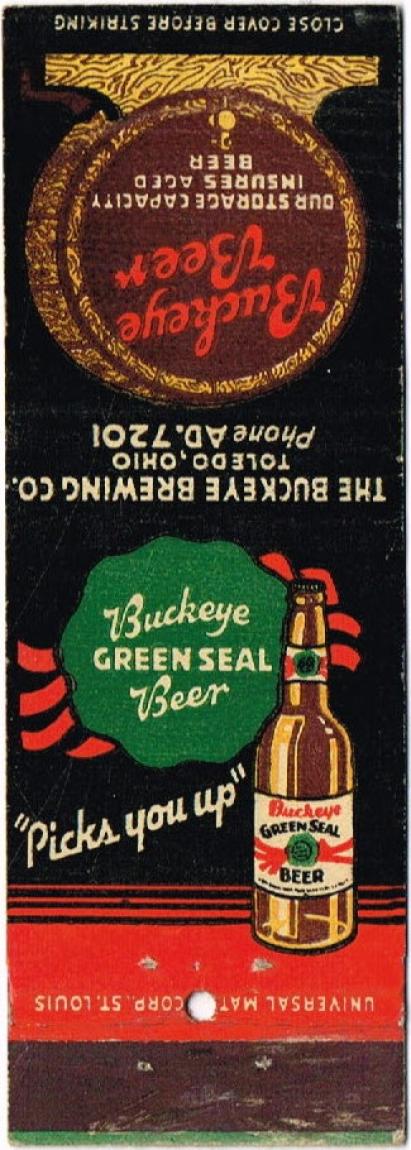 CLOSE COVER BEFORE STRIKING
Buckeye
Beer
OUR STORAGE CAPACITY
INSURES AGED
BEER
THE BUCKEYE BREWING CO.
TOLEDO, OHIO
Phone AD.7201
Buckeye
GREEN SEAL
Beer
"Picks you up"
Buckeye
GREEN SEAL
BEER
UNIVERSAL MAT CORP. ST. LOUIS